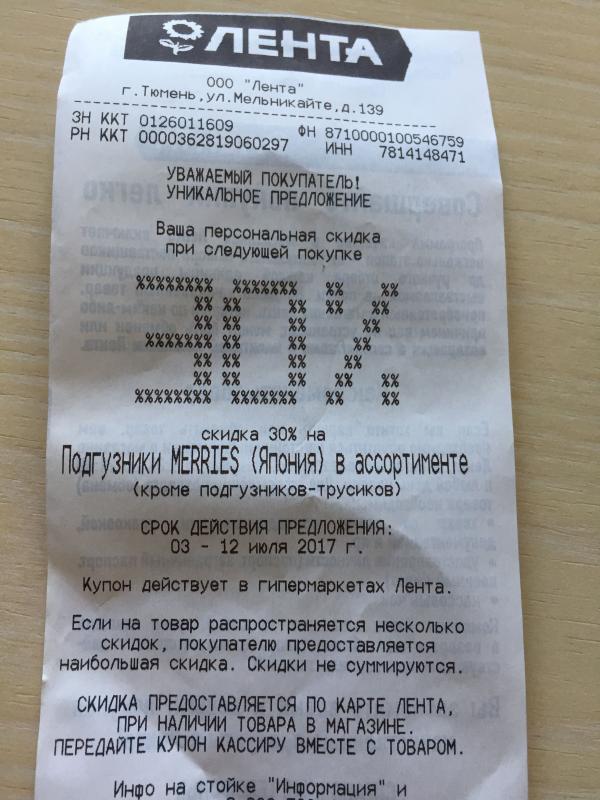 ЛЕНТА
ООО "Лента"
г.Тюмень,ул.Мельникайте,д.139
ЗН ККТ 0126011609 ФН 8710000100546759
РН ККТ 0000362819060297 ИНН 7814148471
УВАЖАЕМЫЙ ПОКУПАТЕЛЬ!
УНИКАЛЬНОЕ ПРЕДЛОЖЕНИЕ
Ваша персональная скидка
при следующей покупке
30%
скидка 30% на
Подгузники MERRIES (Япония) в ассортименте
(кроме подгузников-трусиков)
СРОК ДЕЙСТВИЯ ПРЕДЛОЖЕНИЯ:
03 - 12 июля 2017 г.
Купон действует в гипермаркетах Лента.
Если на товар распространяется несколько
скидок, покупателю предоставляется
наибольшая скидка. Скидки не суммируются.
СКИДКА ПРЕДОСТАВЛЯЕТСЯ ПО КАРТЕ ЛЕНТА,
ПРИ НАЛИЧИИ ТОВАРА В МАГАЗИНЕ.
ПЕРЕДАЙТЕ КУПОН КАССИРУ ВМЕСТЕ С ТОВАРОМ.
Инфо на стойке "Информация" и